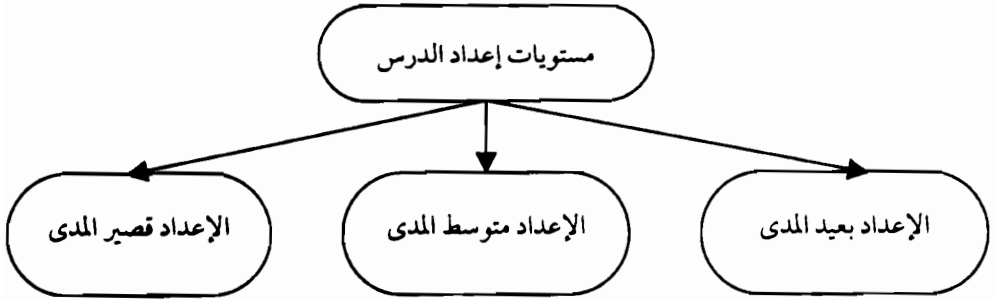 مستويات إعداد الدرس
الإعداد بعيد المدى
الإعداد متوسط المدى
الإعداد قصير المدى